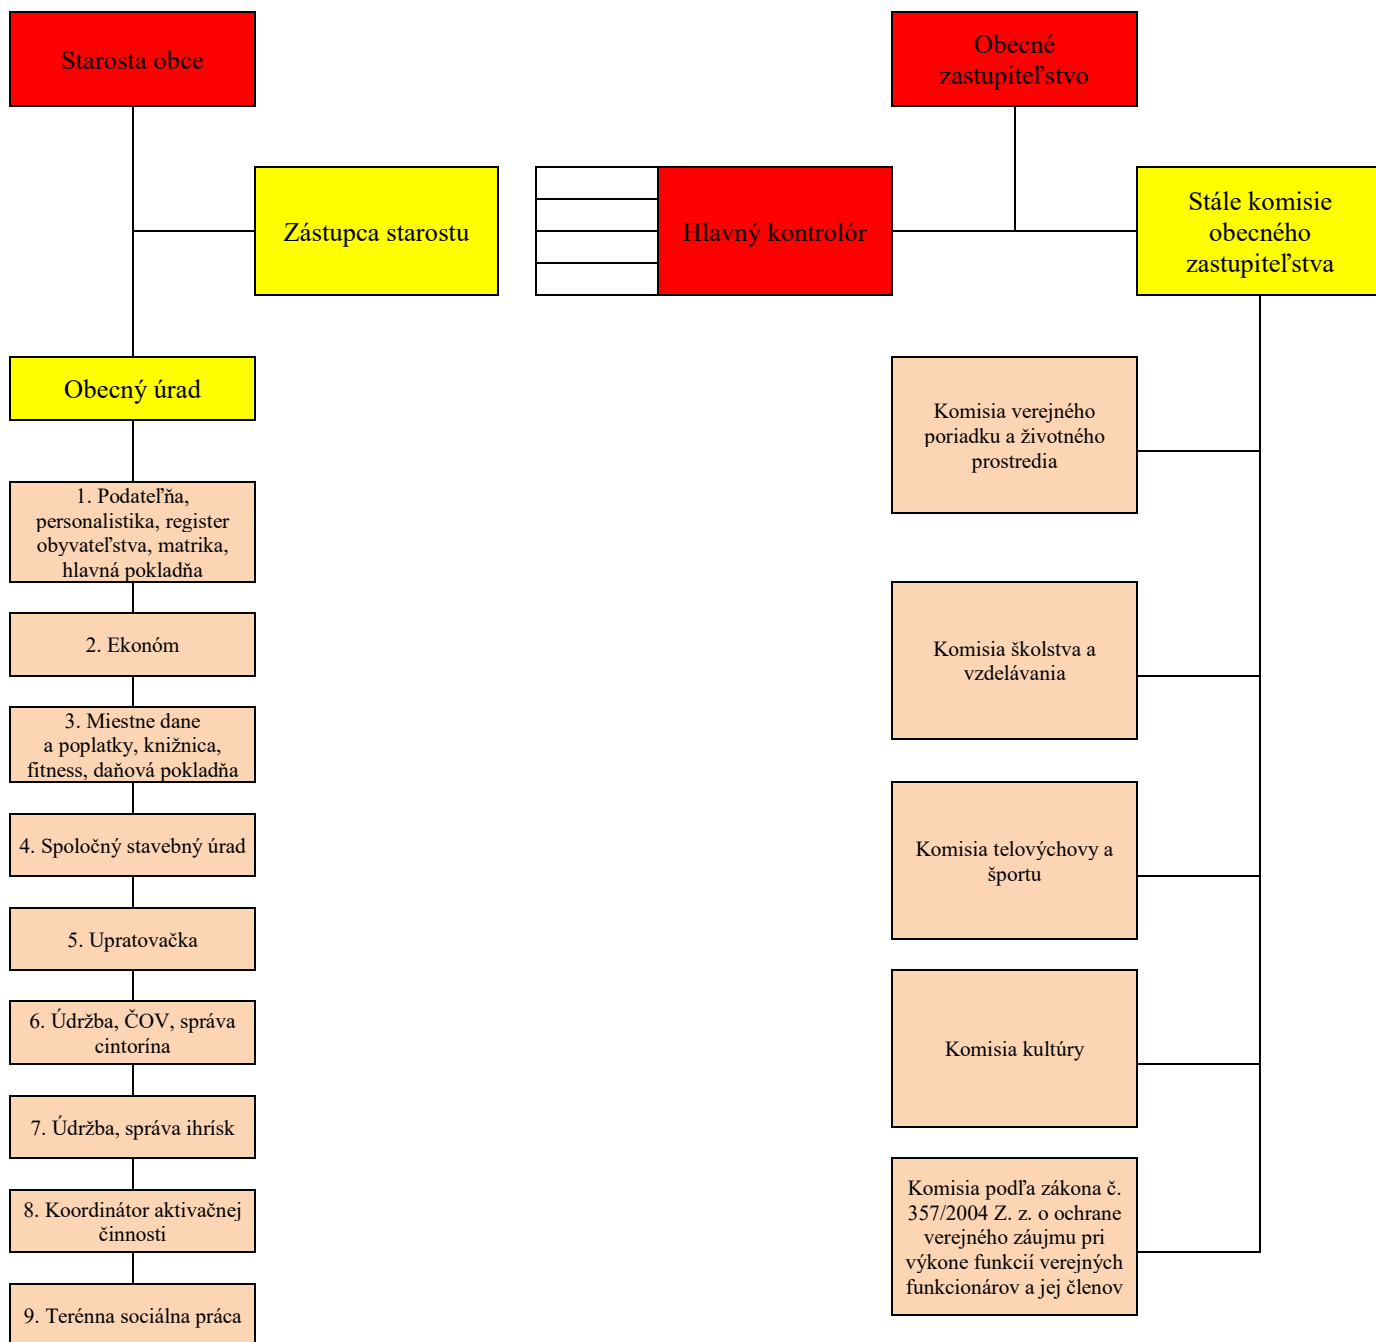 Starosta obce
Obecné
zastupiteľstvo
Zástupca starostu
Hlavný kontrolór
Stále komisie
obecného
zastupiteľstva
Obecný úrad
1. Podateľňa,
personalistika, register
obyvateľstva, matrika,
hlavná pokladňa
2. Ekonóm
3. Miestne dane
a poplatky, knižnica,
fitness, daňová pokladňa
4. Spoločný stavebný úrad
5. Upratovačka
6. Údržba, ČOV, správa
cintorína
7. Údržba, správa ihrísk
8. Koordinátor aktivačnej
činnosti
9. Terénna sociálna práca
Komisia verejného
poriadku a životného
prostredia
Komisia školstva a
vzdelávania
Komisia telovýchovy a
športu
Komisia kultúry
Komisia podľa zákona č.
357/2004 Z. z. o ochrane
verejného záujmu pri
výkone funkcií verejných
funkcionárov a jej členov